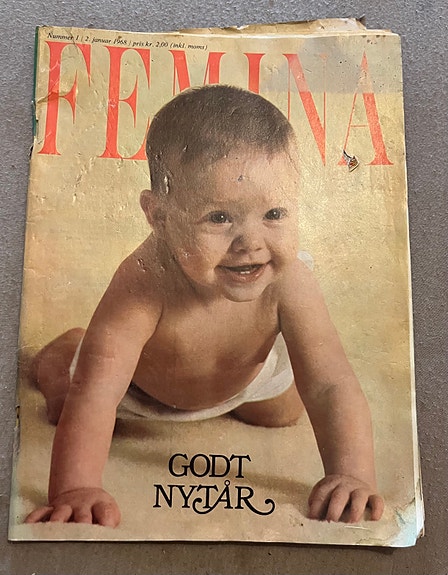 Nummer 1 | 2. januar 1968 | pris kr. 2,00 (inkl. moms)
FEMINA
GODT
NYTÅR